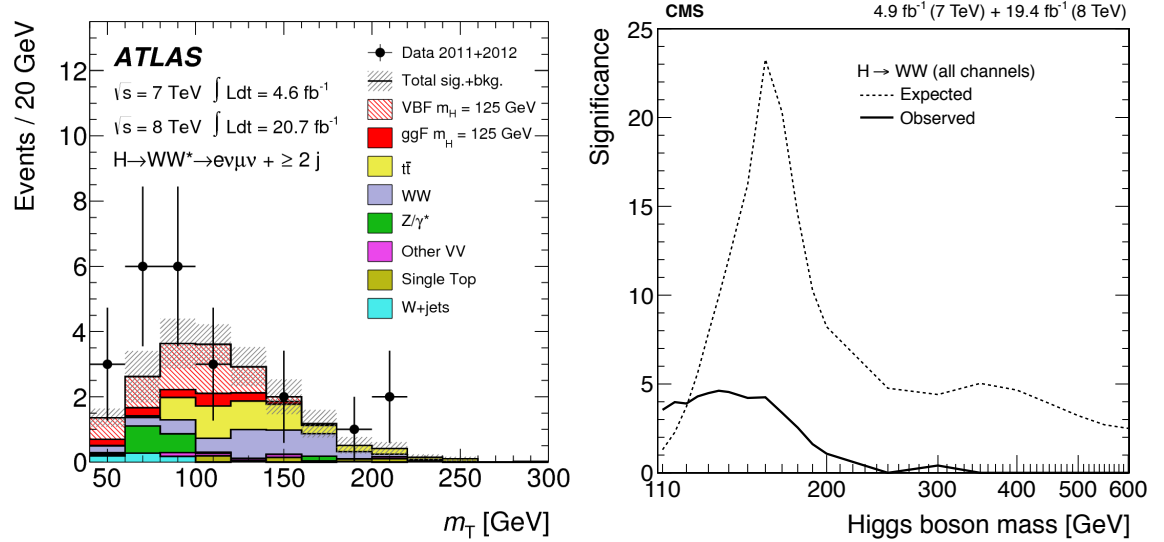 ATLAS
√s = 7 TeV ∫ Ldt = 4.6 fb⁻¹
√s = 8 TeV ∫ Ldt = 20.7 fb⁻¹
H→WW*→eνμν + ≥ 2 j
Data 2011+2012
Total sig.+bkg.
VBF m_H = 125 GeV
ggF m_H = 125 GeV
tt̄
WW
Z/γ*
Other VV
Single Top
W+jets
Events / 20 GeV
12
10
8
6
4
2
0
50 100 150 200 250 300
m_T [GeV]
CMS 4.9 fb⁻¹ (7 TeV) + 19.4 fb⁻¹ (8 TeV)
H → WW (all channels)
Expected
Observed
Significance
25
20
15
10
5
0
110 200 300 400 500 600
Higgs boson mass [GeV]